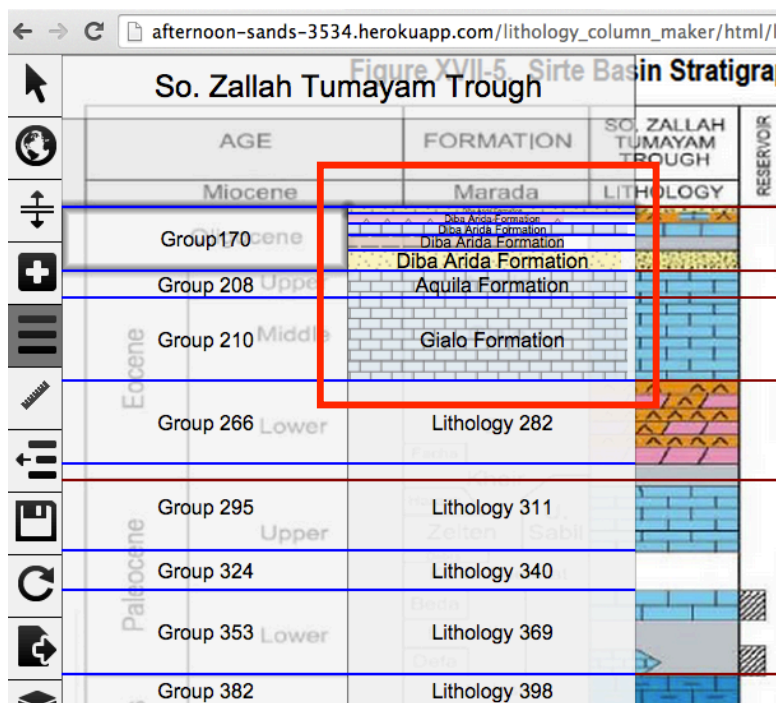 afternoon-sands-3534.herokuapp.com/lithology_column_maker/html/
Figure XVII-5. Sirte Basin Stratigra
So. Zallah Tumayam Trough
AGE FORMATION SO. ZALLAH TUMAYAM TROUGH RESERVOIR
Miocene Marada LITHOLOGY
Diba Arida Formation
Diba Arida Formation
Group170 Oligocene Diba Arida Formation
Diba Arida Formation
Group 208 Upper Aquila Formation
Group 210 Middle Gialo Formation
Eocene
Group 266 Lower Lithology 282
Group 295 Lithology 311
Upper Zeiten Sabil
Paleocene
Group 324 Lithology 340
Beda
Group 353 Lower Lithology 369
Group 382 Lithology 398